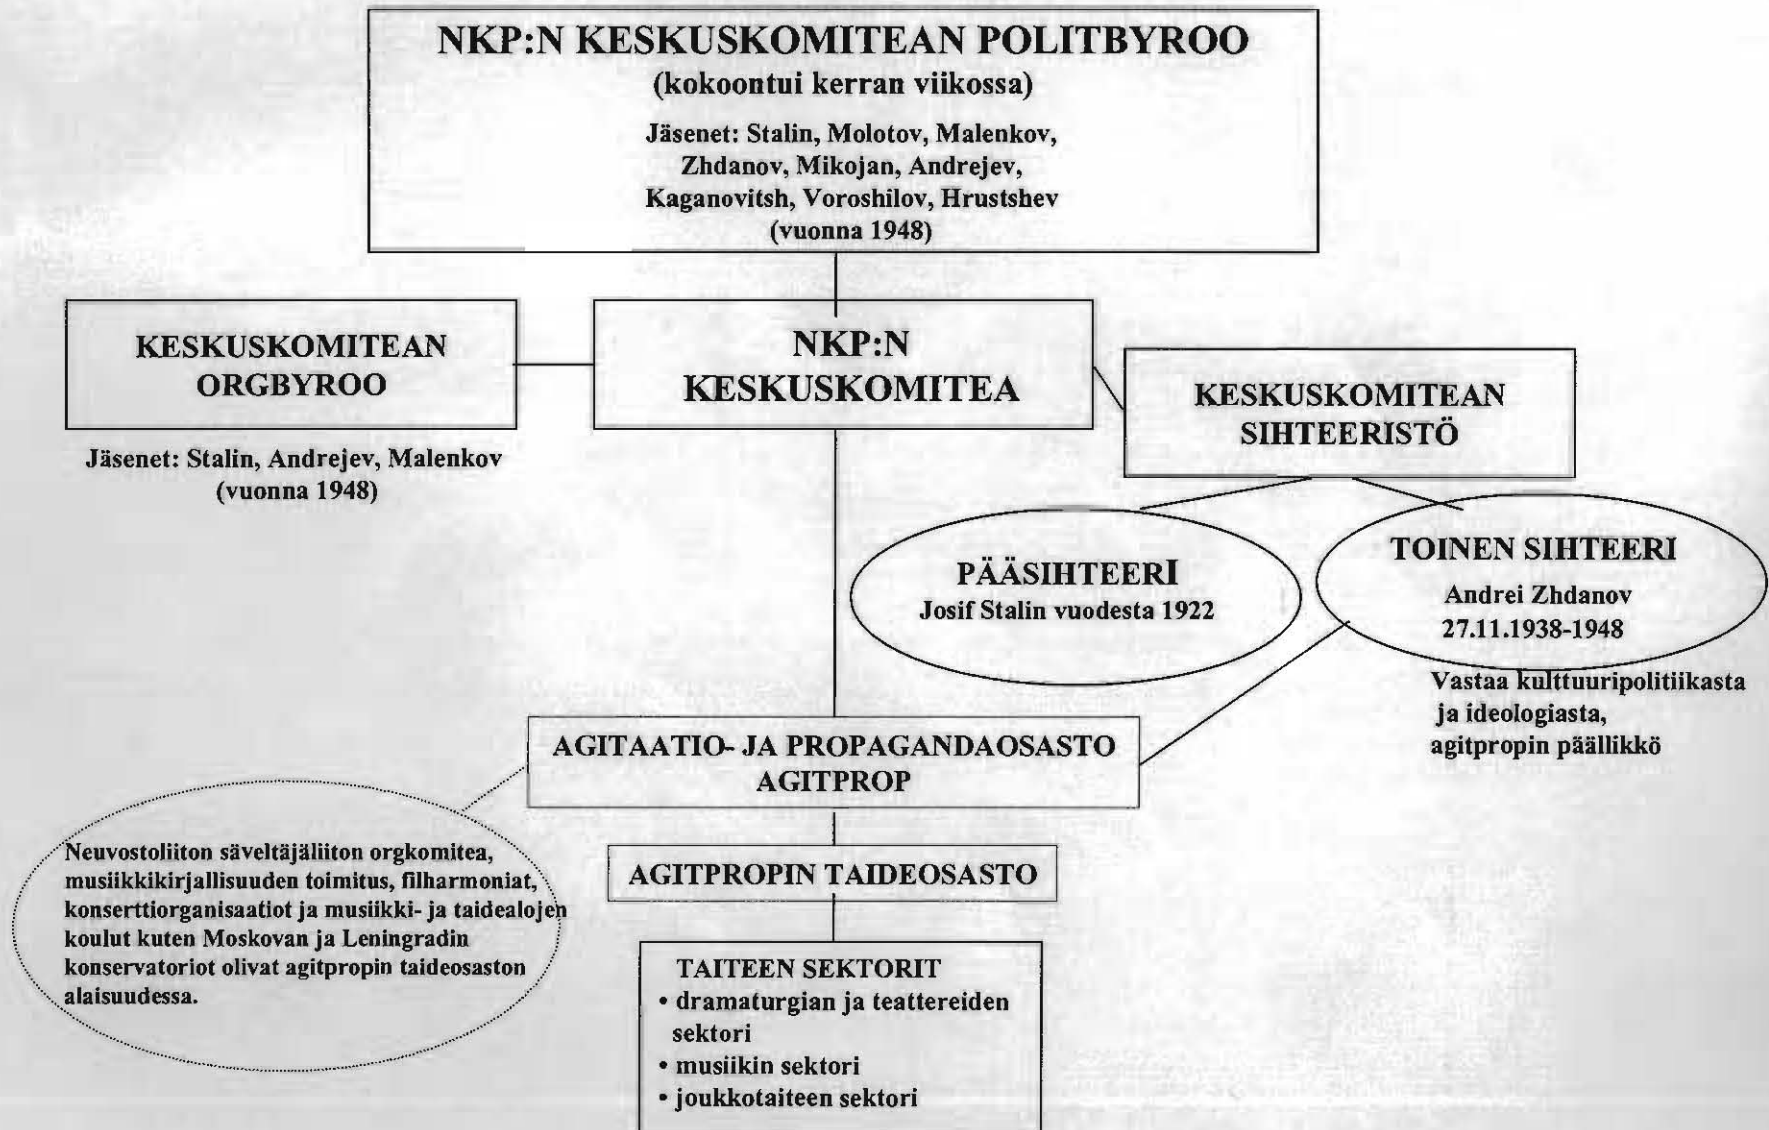 NKP:N KESKUSKOMITEAN POLITBYROO
(kokoontui kerran viikossa)
Jäsenet: Stalin, Molotov, Malenkov,
Zhdanov, Mikojan, Andrejev,
Kaganovitsh, Voroshilov, Hrustshev
(vuonna 1948)
KESKUSKOMITEAN
ORGBYROO
Jäsenet: Stalin, Andrejev, Malenkov
(vuonna 1948)
NKP:N
KESKUSKOMITEA
KESKUSKOMITEAN
SIHTEERISTÖ
PÄÄSIHTEERI
Josif Stalin vuodesta 1922
TOINEN SIHTEERI
Andrei Zhdanov
27.11.1938-1948
Vastaa kulttuuripolitiikasta
ja ideologiasta,
agitpropin päällikkö
AGITAATIO- JA PROPAGANDAOSASTO
AGITPROP
Neuvostoliiton säveltäjäliiton orgkomitea,
musiikkikirjallisuuden toimitus, filharmoniat,
konserttiorganisaatiot ja musiikki- ja taidealojen
koulut kuten Moskovan ja Leningradin
konservatoriot olivat agitpropin taideosaston
alaisuudessa.
AGITPROPIN TAIDEOSASTO
TAITEEN SEKTORIT
• dramaturgian ja teattereiden
sektori
• musiikin sektori
• joukkotaiteen sektori